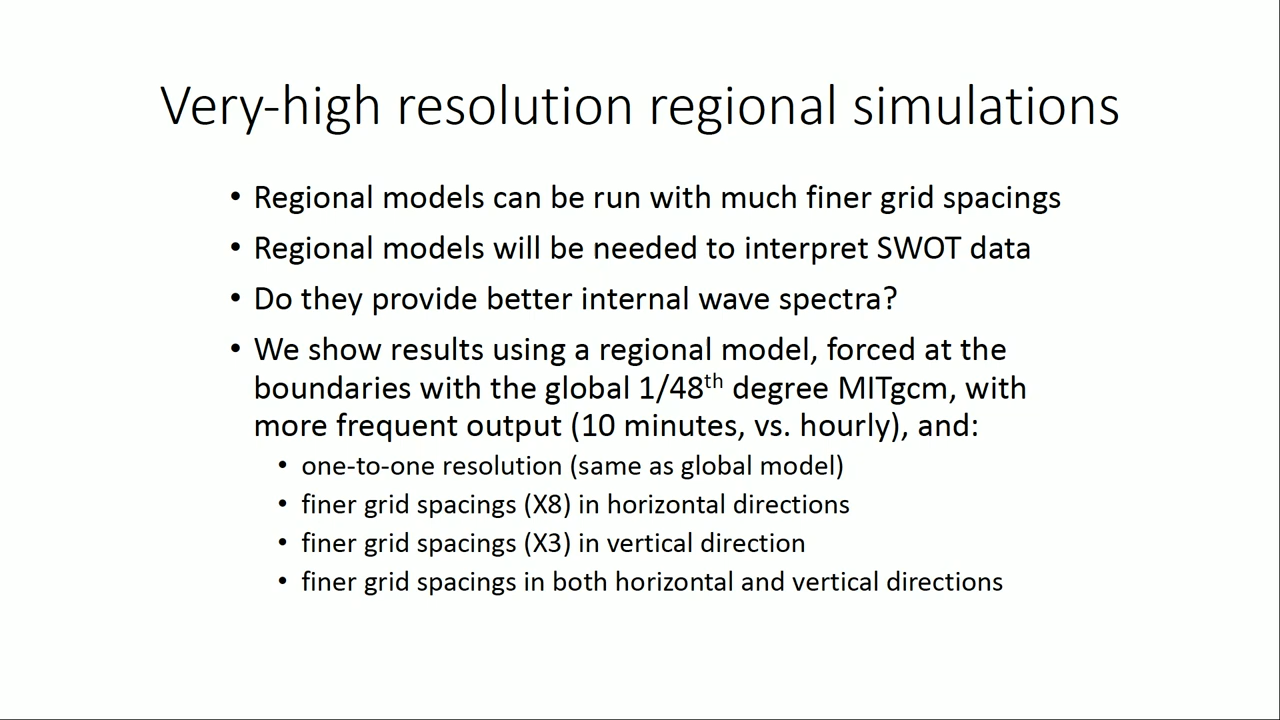 Very-high resolution regional simulations
• Regional models can be run with much finer grid spacings
• Regional models will be needed to interpret SWOT data
• Do they provide better internal wave spectra?
• We show results using a regional model, forced at the
boundaries with the global 1/48th degree MITgcm, with
more frequent output (10 minutes, vs. hourly), and:
• one-to-one resolution (same as global model)
• finer grid spacings (X8) in horizontal directions
• finer grid spacings (X3) in vertical direction
• finer grid spacings in both horizontal and vertical directions